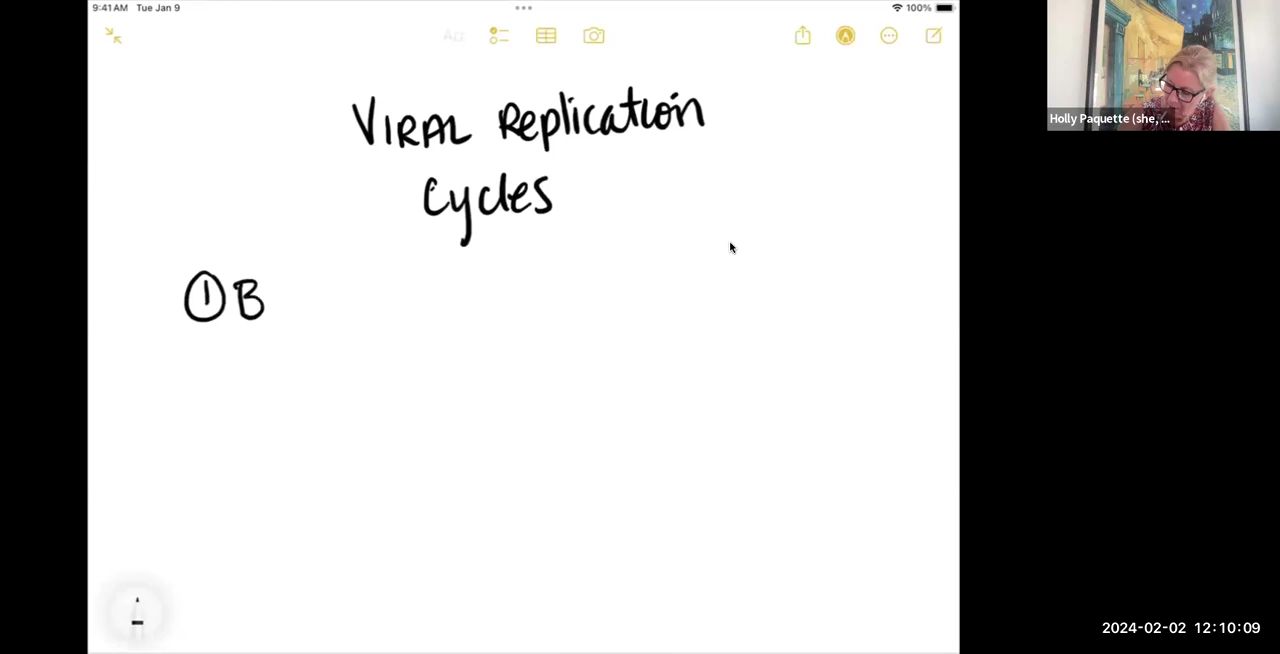 9:41 AM Tue Jan 9
100%
VIRAL Replication
Cycles
① B
Holly Paquette (she, ...
2024-02-02 12:10:09